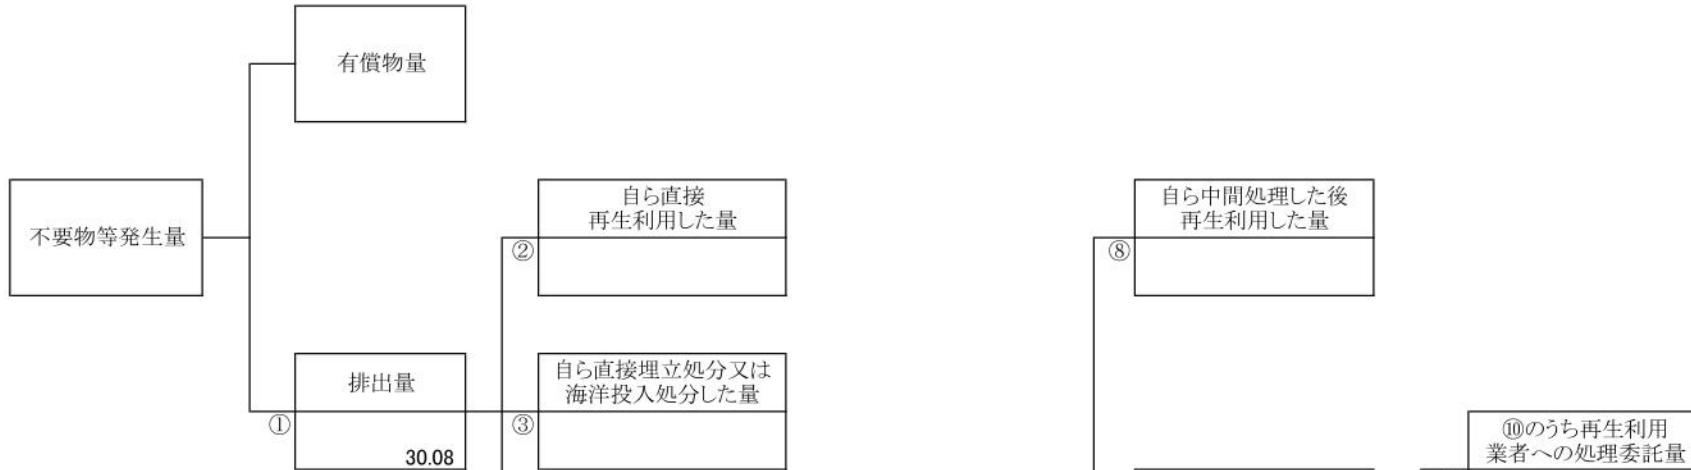 有償物量
不要物等発生量
自ら直接
再生利用した量
②
自ら中間処理した後
再生利用した量
⑧
排出量
①
30.08
自ら直接埋立処分又は
海洋投入処分した量
③
⑩のうち再生利用
業者への処理委託量